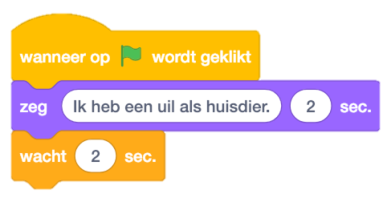 wanneer op wordt geklikt
zeg Ik heb een uil als huisdier. 2 sec.
wacht 2 sec.